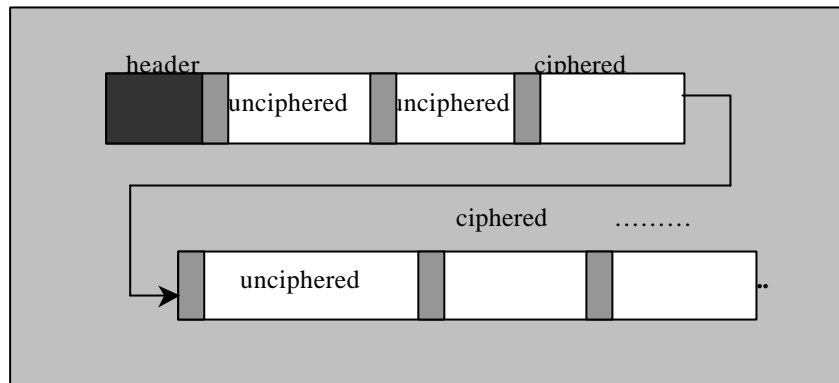 header ciphered
unciphered unciphered
ciphered ………
unciphered
..